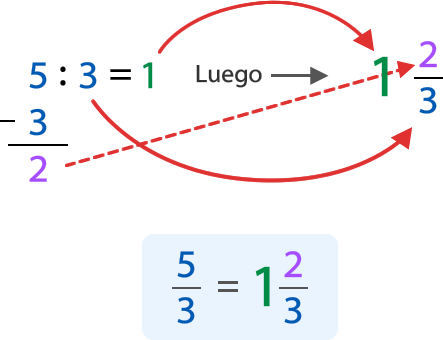 5 : 3 = 1 Luego 1 2/3
− 3
2
5/3 = 1 2/3